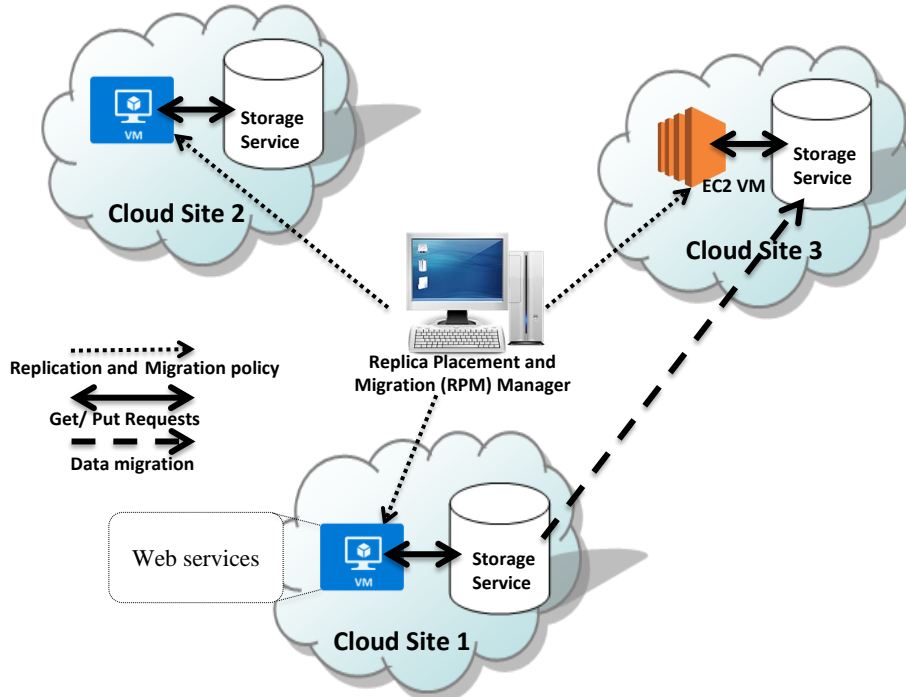 VM
Storage
Service
Cloud Site 2
EC2 VM
Storage
Service
Cloud Site 3
Replica Placement and
Migration (RPM) Manager
Replication and Migration policy
Get/ Put Requests
Data migration
Web services
VM
Storage
Service
Cloud Site 1